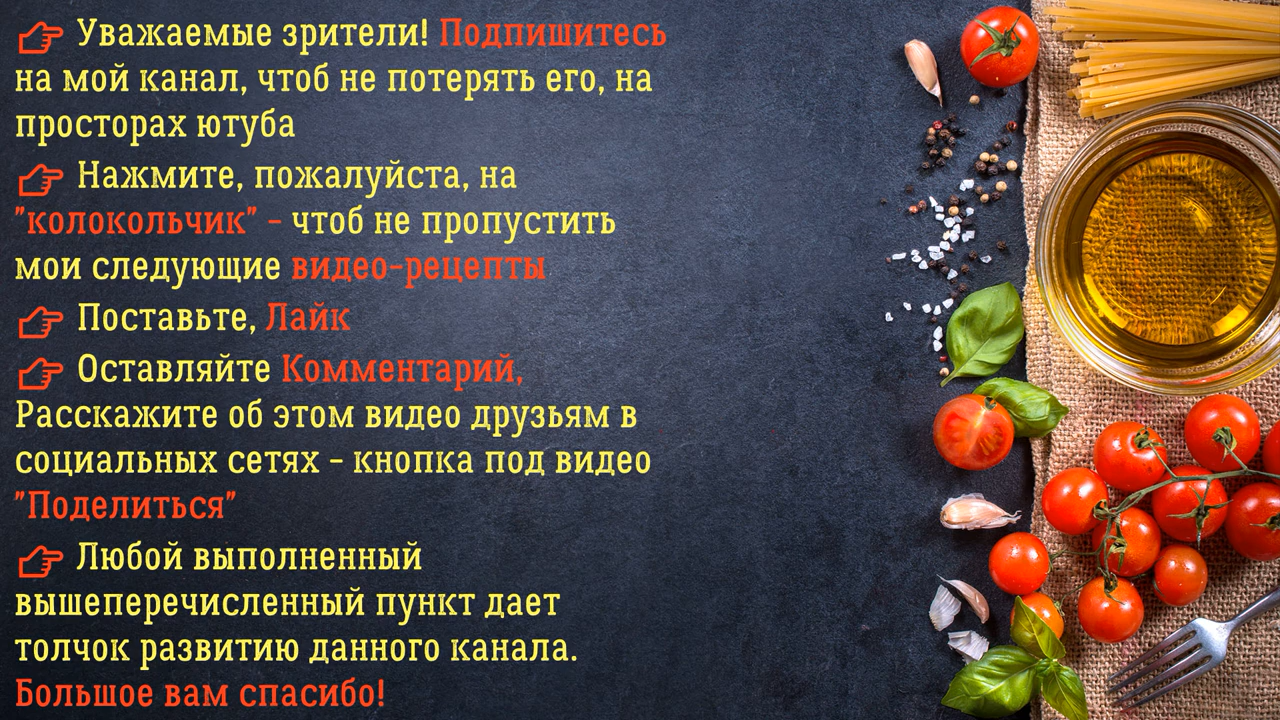 Уважаемые зрители! Подпишитесь
на мой канал, чтоб не потерять его, на
просторах ютуба
Нажмите, пожалуйста, на
"колокольчик" - чтоб не пропустить
мои следующие видео-рецепты
Поставьте, Лайк
Оставляйте Комментарий,
Расскажите об этом видео друзьям в
социальных сетях - кнопка под видео
"Поделиться"
Любой выполненный
вышеперечисленный пункт дает
толчок развитию данного канала.
Большое вам спасибо!